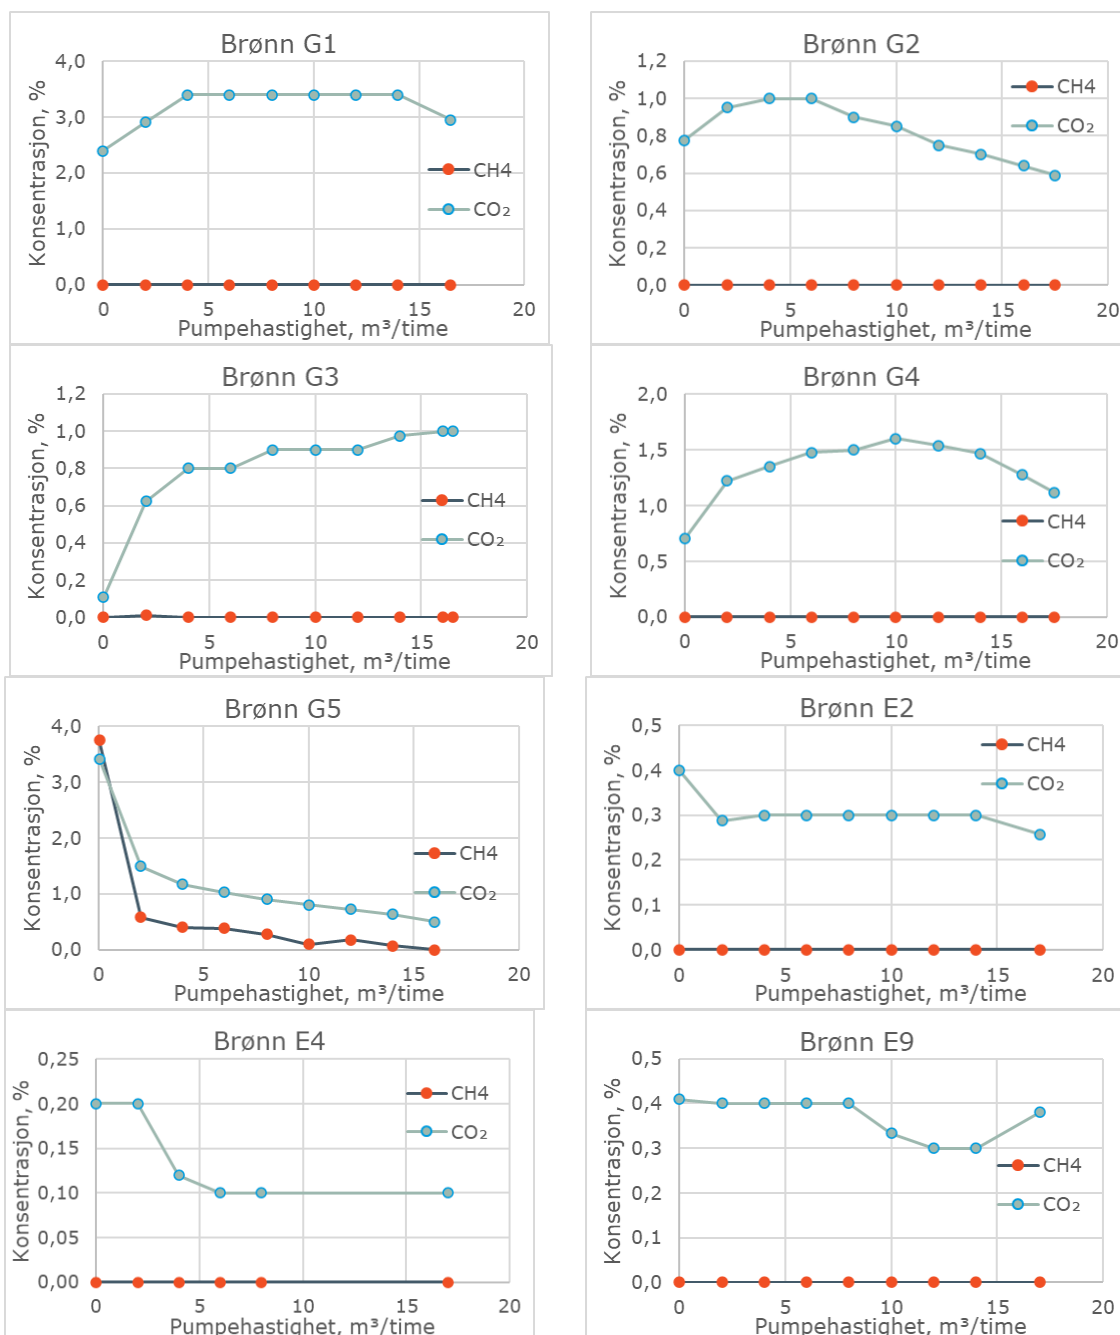 Brønn G1
Konsentrasjon, %
4,0
3,0
2,0
1,0
0,0
CH4
CO₂
0 5 10 15 20
Pumpehastighet, m³/time
Brønn G2
Konsentrasjon, %
1,2
1,0
0,8
0,6
0,4
0,2
0,0
CH4
CO₂
0 5 10 15 20
Pumpehastighet, m³/time
Brønn G3
Konsentrasjon, %
1,2
1,0
0,8
0,6
0,4
0,2
0,0
CH4
CO₂
0 5 10 15 20
Pumpehastighet, m³/time
Brønn G4
Konsentrasjon, %
2,0
1,5
1,0
0,5
0,0
CH4
CO₂
0 5 10 15 20
Pumpehastighet, m³/time
Brønn G5
Konsentrasjon, %
4,0
3,0
2,0
1,0
0,0
CH4
CO₂
0 5 10 15 20
Pumpehastighet, m³/time
Brønn E2
Konsentrasjon, %
0,5
0,4
0,3
0,2
0,1
0,0
CH4
CO₂
0 5 10 15 20
Pumpehastighet, m³/time
Brønn E4
Konsentrasjon, %
0,25
0,20
0,15
0,10
0,05
0,00
CH4
CO₂
0 5 10 15 20
Pumpehastighet, m³/time
Brønn E9
Konsentrasjon, %
0,5
0,4
0,3
0,2
0,1
0,0
CH4
CO₂
0 5 10 15 20
Pumpehastighet, m³/time